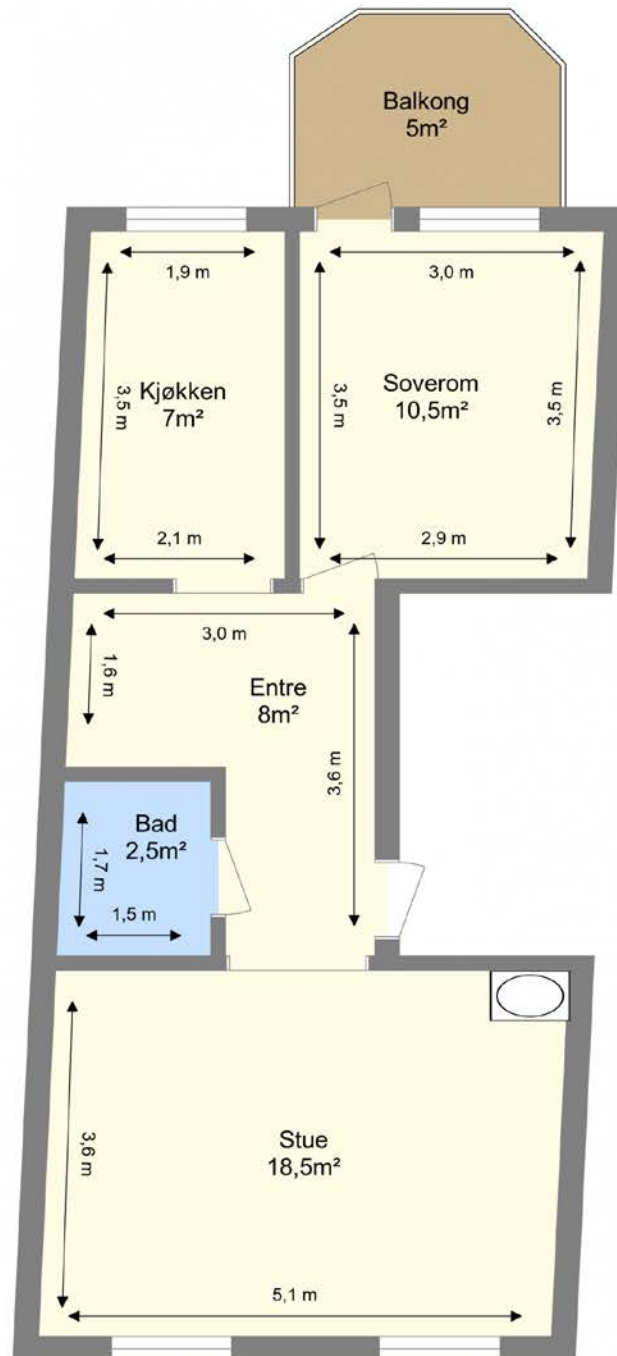 Balkong
5m²
1,9 m
3,0 m
3,5 m
Kjøkken
7m²
3,5 m
Soverom
10,5m²
3,5 m
2,1 m
2,9 m
3,0 m
1,6 m
Entre
8m²
3,6 m
Bad
2,5m²
1,7 m
1,5 m
Stue
18,5m²
3,6 m
5,1 m